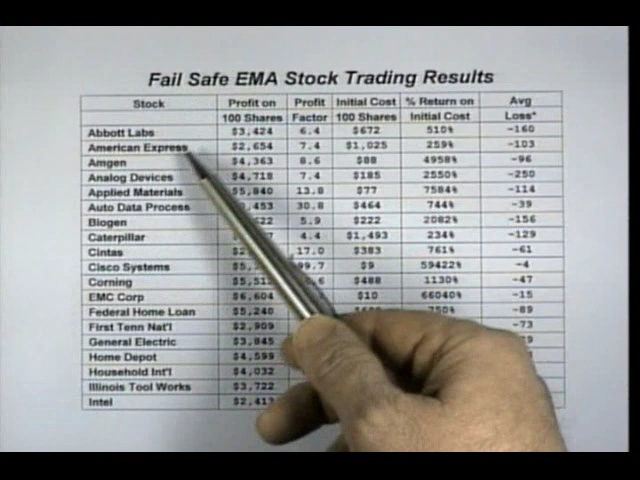 Fail Safe EMA Stock Trading Results
Stock Profit on 100 Shares Profit Factor Initial Cost 100 Shares % Return on Initial Cost Avg Loss*
Abbott Labs $3,424 6.4 $672 510% -160
American Express $2,654 7.4 $1,025 259% -103
Amgen $4,363 8.6 $88 4958% -96
Analog Devices $4,718 7.4 $185 2550% -250
Applied Materials $5,840 13.8 $77 7584% -114
Auto Data Process 30.8 $464 744% -39
Biogen 5.9 $222 2082% -156
Caterpillar 4.4 $1,493 234% -129
Cintas 17.0 $383 761% -61
Cisco Systems $9 59422% -4
Corning $488 1130% -47
EMC Corp $6,604 $10 66040% -15
Federal Home Loan $5,240 -89
First Tenn Nat'l $2,909 -73
General Electric $3,845
Home Depot $4,599
Household Int'l $4,032
Illinois Tool Works $3,722
Intel $2,413